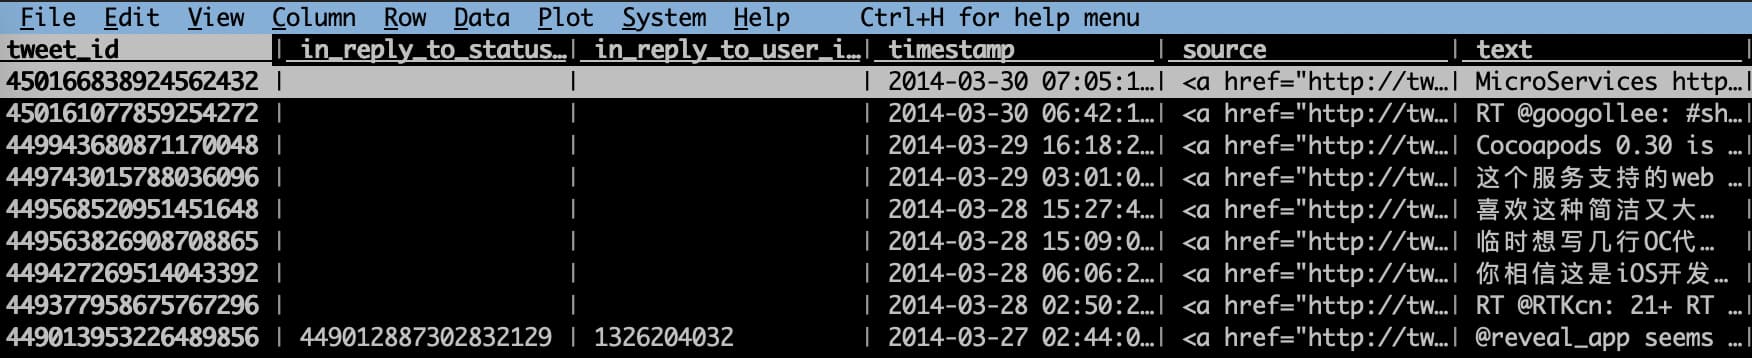 File Edit View Column Row Data Plot System Help Ctrl+H for help menu
tweet_id | in_reply_to_status…| in_reply_to_user_i…| timestamp | source | text |
450166838924562432 | | | 2014-03-30 07:05:1…| <a href="http://tw…| MicroServices http…|
450161077859254272 | | | 2014-03-30 06:42:1…| <a href="http://tw…| RT @googollee: #sh…|
449943680871170048 | | | 2014-03-29 16:18:2…| <a href="http://tw…| Cocoapods 0.30 is …|
449743015788036096 | | | 2014-03-29 03:01:0…| <a href="http://tw…| 这个服务支持的web …|
449568520951451648 | | | 2014-03-28 15:27:4…| <a href="http://tw…| 喜欢这种简洁又大… |
449563826908708865 | | | 2014-03-28 15:09:0…| <a href="http://tw…| 临时想写几行OC代… |
449427269514043392 | | | 2014-03-28 06:06:2…| <a href="http://tw…| 你相信这是iOS开发…|
449377958675767296 | | | 2014-03-28 02:50:2…| <a href="http://tw…| RT @RTKcn: 21+ RT …|
449013953226489856 | 449012887302832129 | 1326204032 | 2014-03-27 02:44:0…| <a href="http://tw…| @reveal_app seems …|